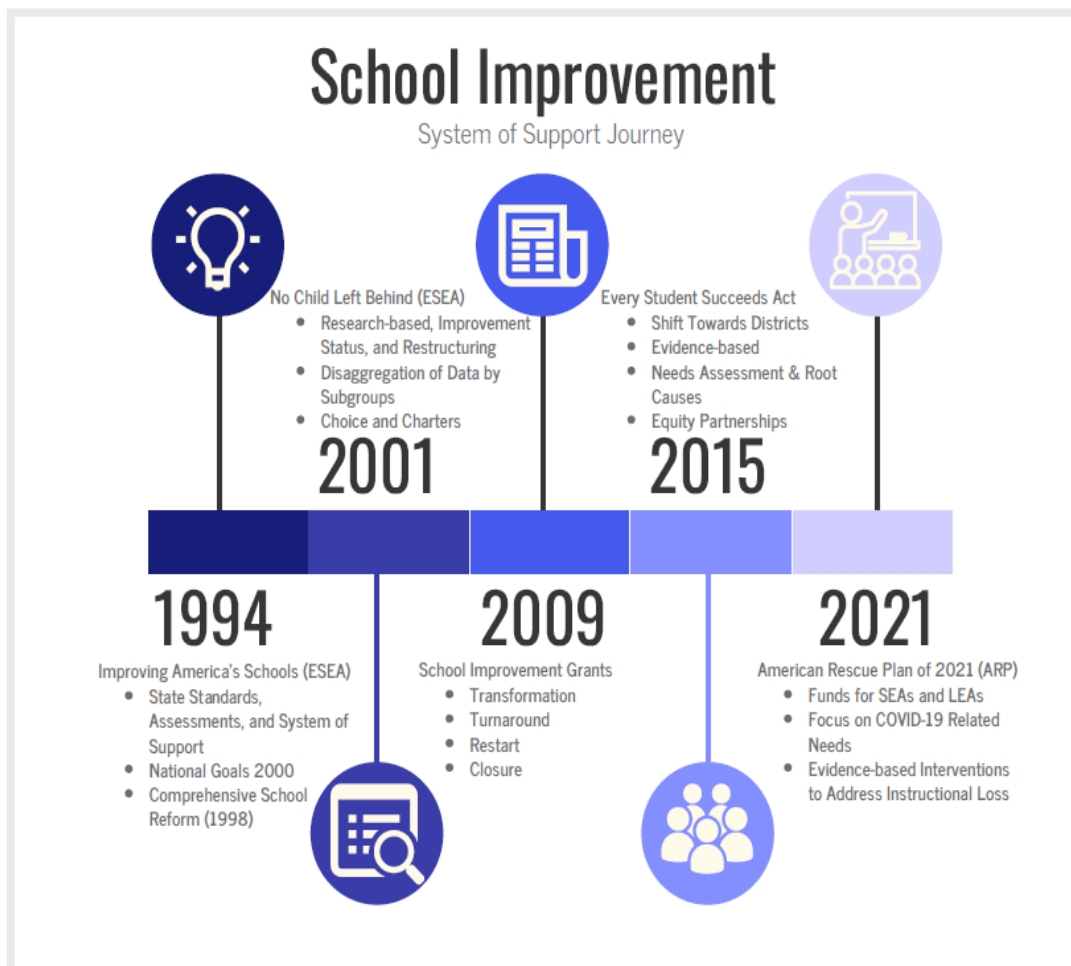 School Improvement
System of Support Journey
No Child Left Behind (ESEA)
• Research-based, Improvement
Status, and Restructuring
• Disaggregation of Data by
Subgroups
• Choice and Charters
2001
Every Student Succeeds Act
• Shift Towards Districts
• Evidence-based
• Needs Assessment & Root
Causes
• Equity Partnerships
2015
1994
Improving America's Schools (ESEA)
• State Standards,
Assessments, and System of
Support
• National Goals 2000
• Comprehensive School
Reform (1998)
2009
School Improvement Grants
• Transformation
• Turnaround
• Restart
• Closure
2021
American Rescue Plan of 2021 (ARP)
• Funds for SEAs and LEAs
• Focus on COVID-19 Related
Needs
• Evidence-based Interventions
to Address Instructional Loss